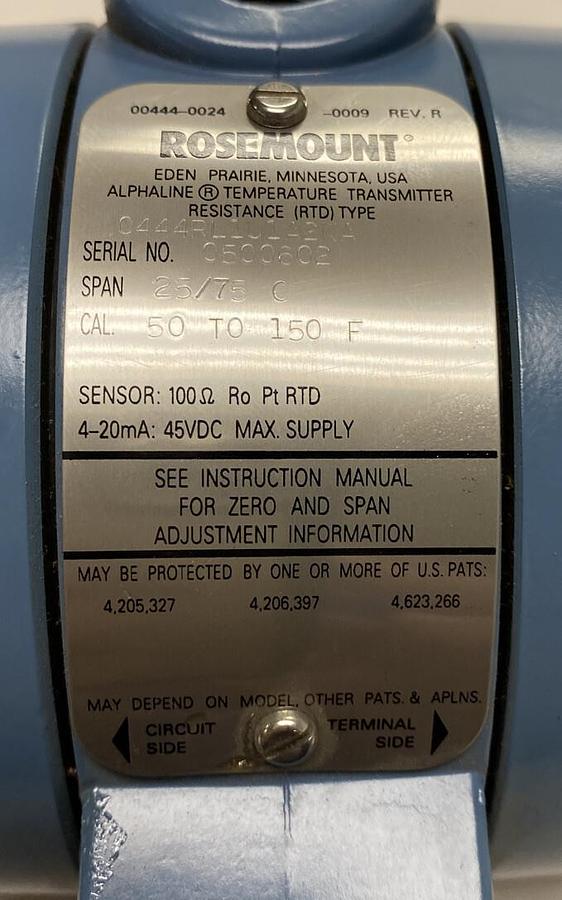 00444-0024 -0009 REV. R
ROSEMOUNT®
EDEN PRAIRIE, MINNESOTA, USA
ALPHALINE ® TEMPERATURE TRANSMITTER
RESISTANCE (RTD) TYPE
SERIAL NO. 0500602
SPAN 25/75 C
CAL. 50 TO 150 F
SENSOR: 100Ω Ro Pt RTD
4-20mA: 45VDC MAX. SUPPLY
SEE INSTRUCTION MANUAL
FOR ZERO AND SPAN
ADJUSTMENT INFORMATION
MAY BE PROTECTED BY ONE OR MORE OF U.S. PATS:
4,205,327 4,206,397 4,623,266
MAY DEPEND ON MODEL, OTHER PATS. & APLNS.
CIRCUIT SIDE
TERMINAL SIDE